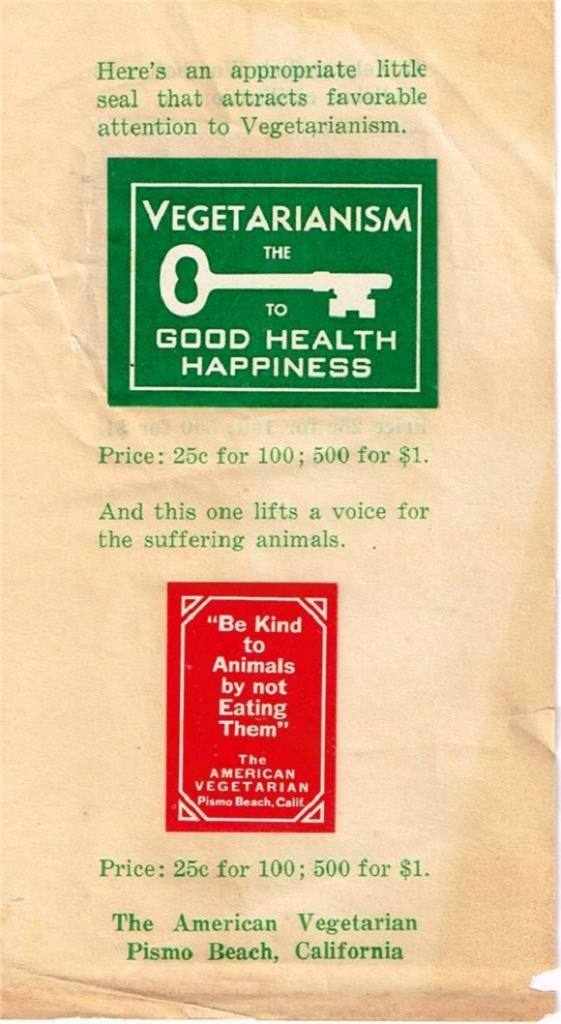 Here's an appropriate little
seal that attracts favorable
attention to Vegetarianism.
VEGETARIANISM
THE
TO
GOOD HEALTH
HAPPINESS
Price: 25c for 100; 500 for $1.
And this one lifts a voice for
the suffering animals.
"Be Kind
to
Animals
by not
Eating
Them"
The
AMERICAN
VEGETARIAN
Pismo Beach, Calif.
Price: 25c for 100; 500 for $1.
The American Vegetarian
Pismo Beach, California